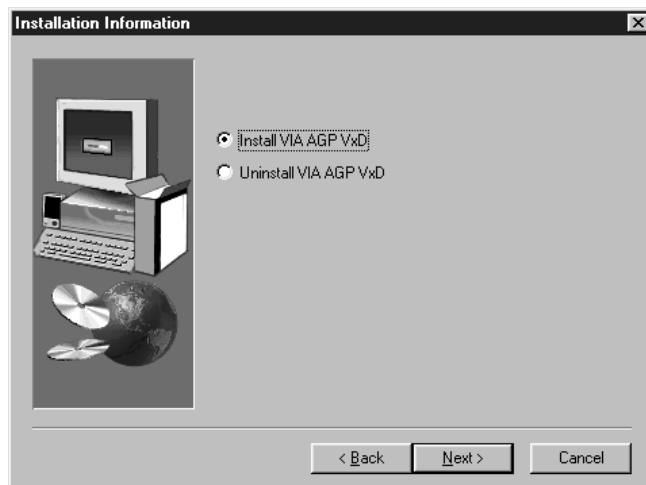 Installation Information
Install VIA AGP VxD
Uninstall VIA AGP VxD
< Back Next > Cancel